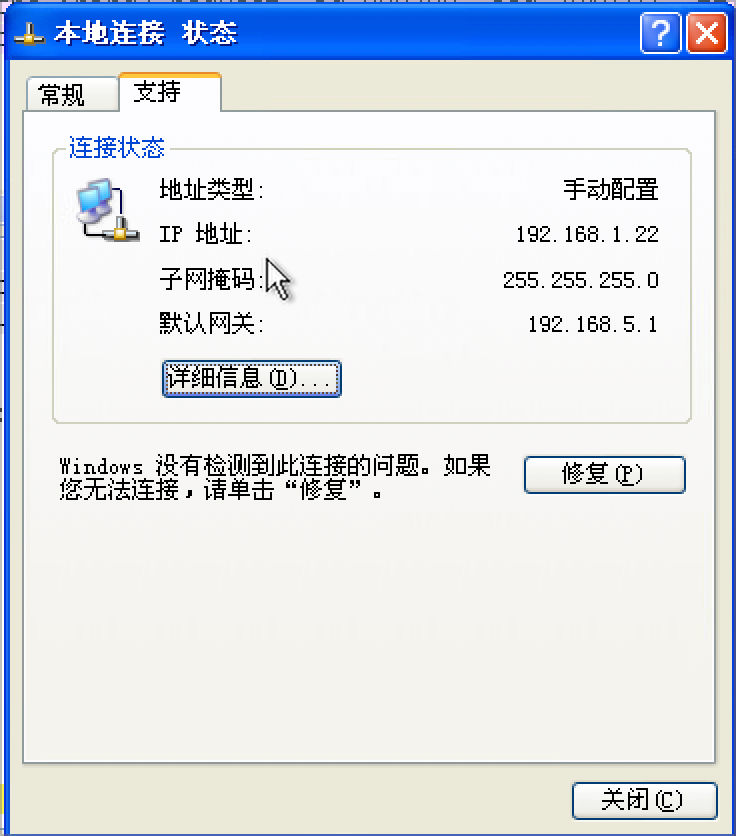 本地连接 状态
常规
支持
连接状态
地址类型: 手动配置
IP 地址: 192.168.1.22
子网掩码: 255.255.255.0
默认网关: 192.168.5.1
详细信息(D)...
Windows 没有检测到此连接的问题。如果
您无法连接，请单击“修复”。
修复(P)
关闭(C)